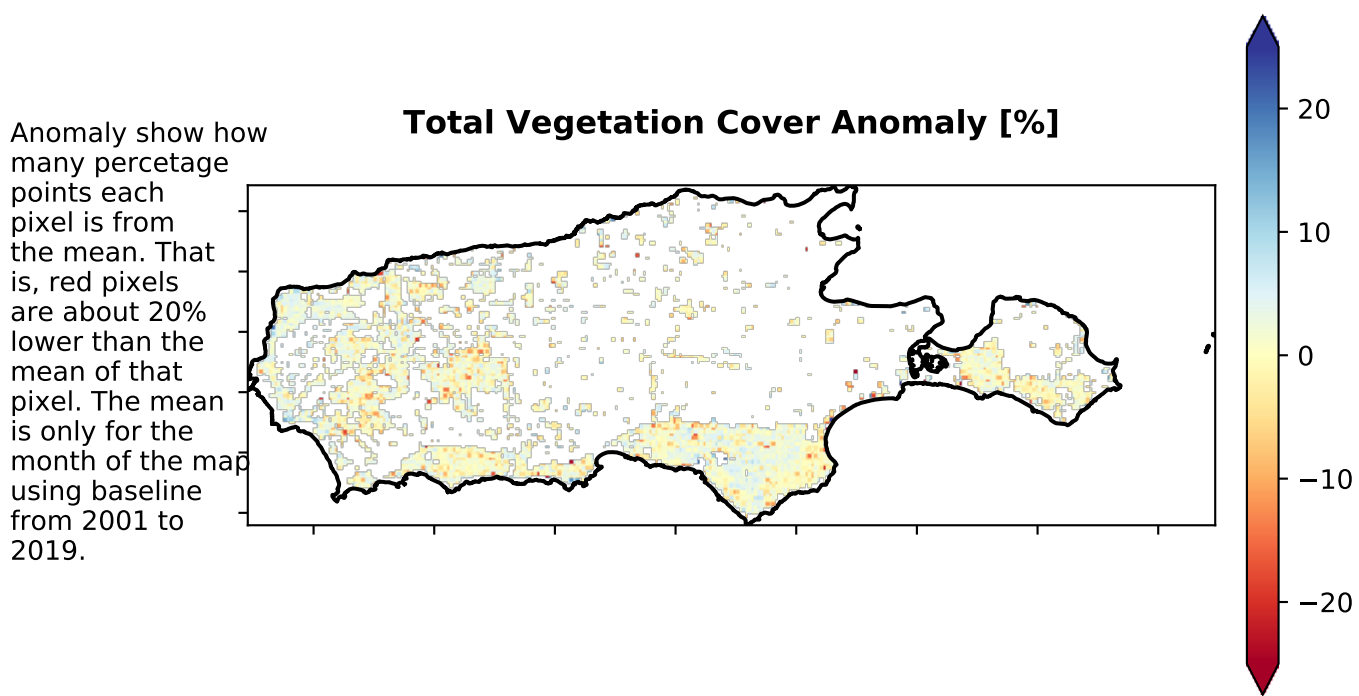 Total Vegetation Cover Anomaly [%]
Anomaly show how
many percetage
points each
pixel is from
the mean. That
is, red pixels
are about 20%
lower than the
mean of that
pixel. The mean
is only for the
month of the map
using baseline
from 2001 to
2019.
20
10
0
−10
−20